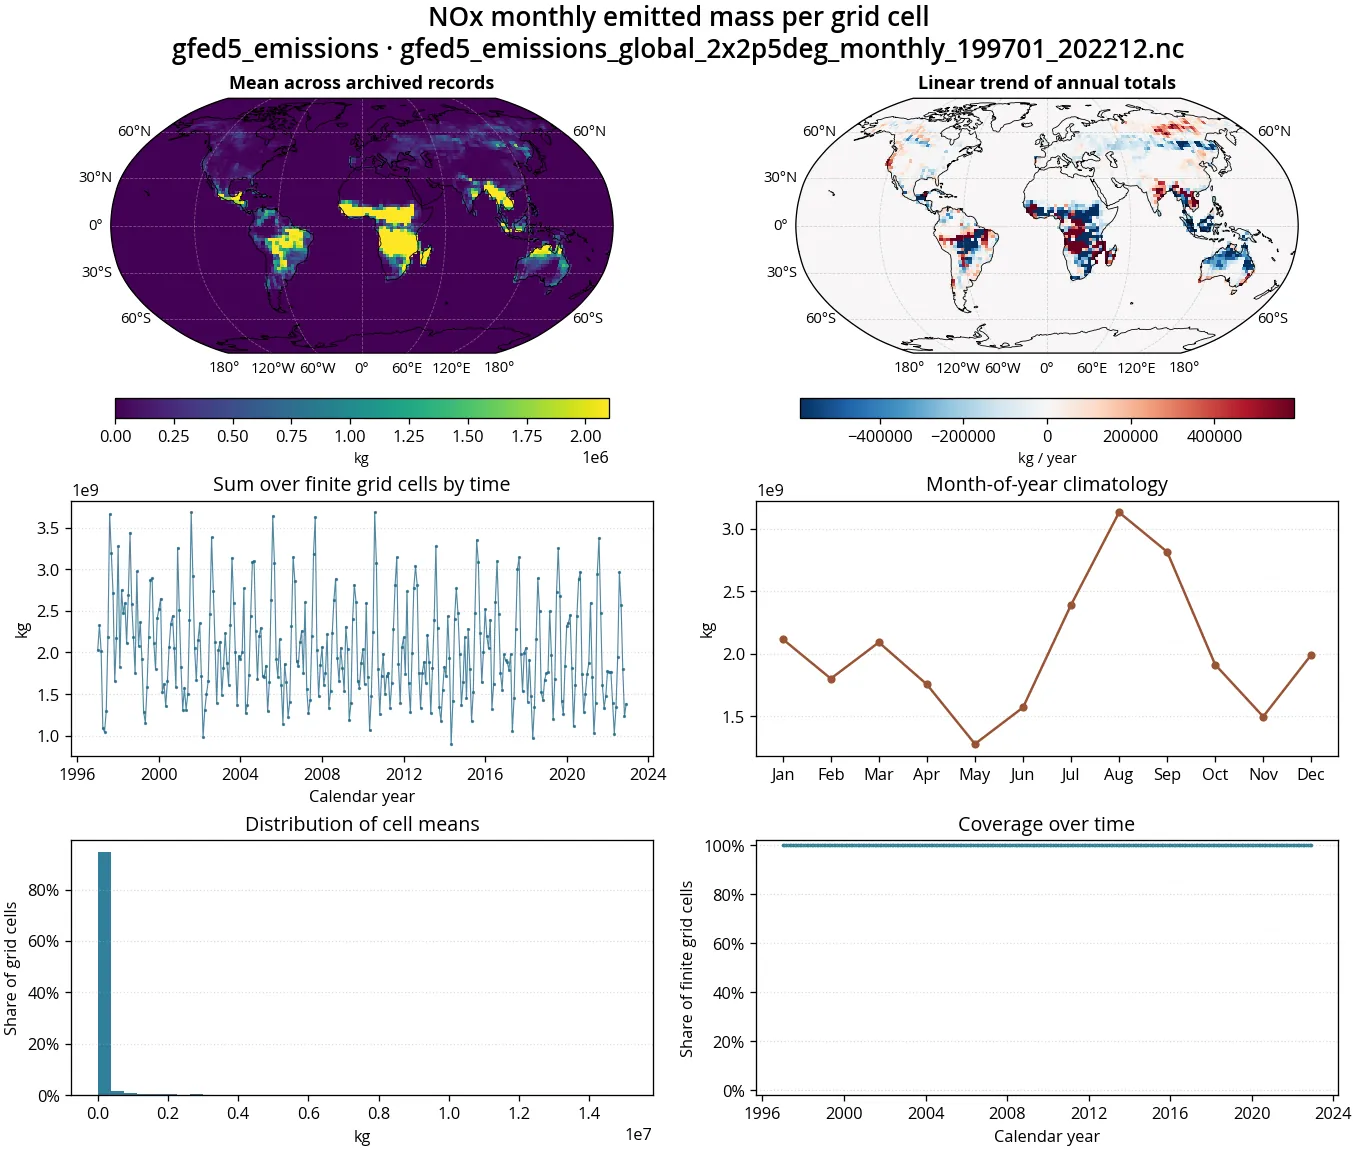 NOx monthly emitted mass per grid cell
gfed5_emissions · gfed5_emissions_global_2x2p5deg_monthly_199701_202212.nc
Mean across archived records
60°N
60°N
30°N
0°
30°S
60°S
60°S
180°
120°W
60°W
0°
60°E
120°E
180°
0.00
0.25
0.50
0.75
1.00
1.25
1.50
1.75
2.00
kg
1e6
Linear trend of annual totals
60°N
60°N
30°N
0°
30°S
60°S
60°S
180°
120°W
60°W
0°
60°E
120°E
180°
−400000
−200000
0
200000
400000
kg / year
Sum over finite grid cells by time
1e9
3.5
3.0
2.5
2.0
1.5
1.0
kg
1996
2000
2004
2008
2012
2016
2020
2024
Calendar year
Month-of-year climatology
1e9
3.0
2.5
2.0
1.5
kg
Jan
Feb
Mar
Apr
May
Jun
Jul
Aug
Sep
Oct
Nov
Dec
Distribution of cell means
80%
60%
40%
20%
0%
Share of grid cells
0.0
0.2
0.4
0.6
0.8
1.0
1.2
1.4
kg
1e7
Coverage over time
100%
80%
60%
40%
20%
0%
Share of finite grid cells
1996
2000
2004
2008
2012
2016
2020
2024
Calendar year